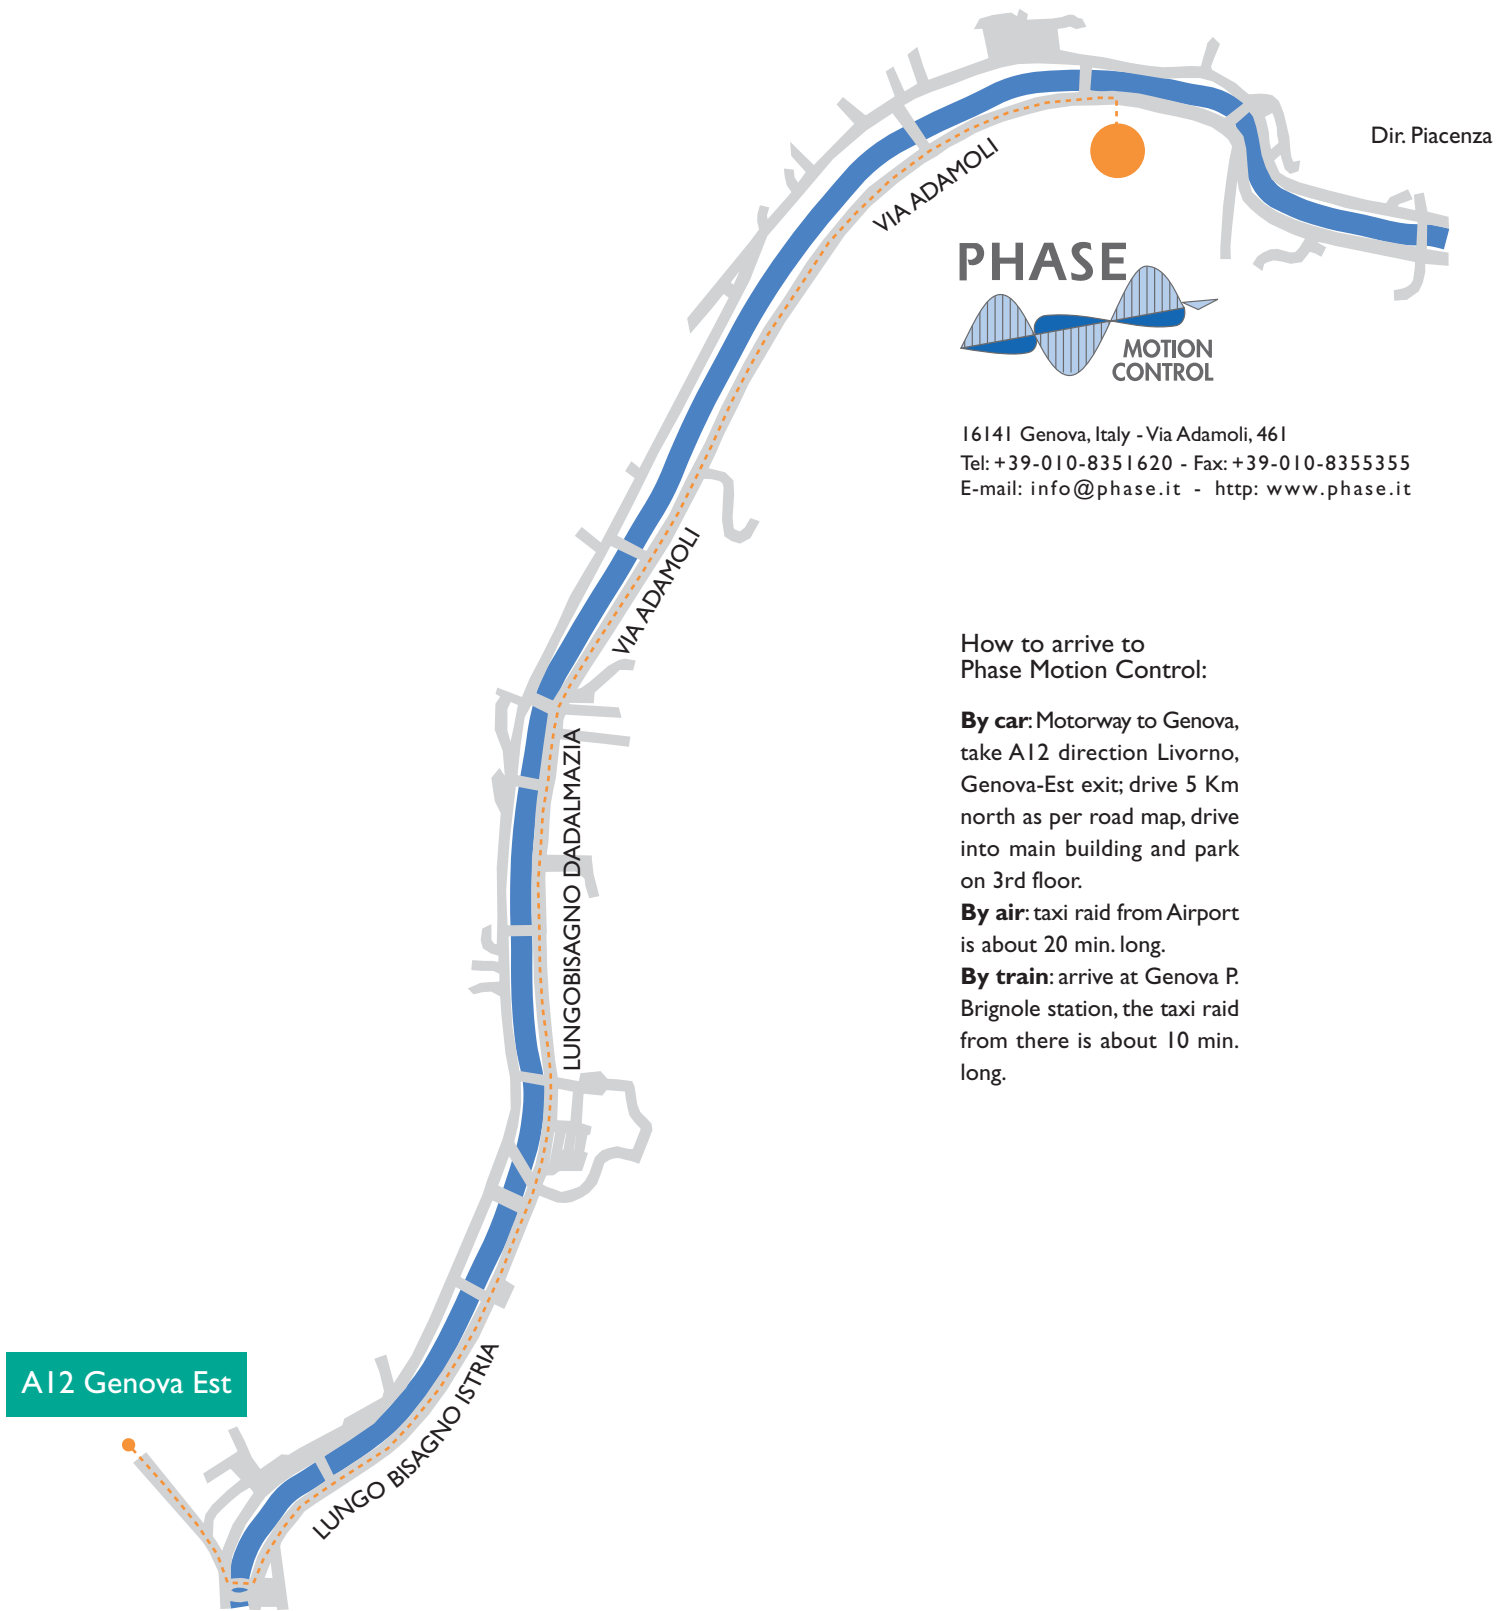 Dir. Piacenza
VIA ADAMOLI
PHASE
MOTION
CONTROL
16141 Genova, Italy - Via Adamoli, 461
Tel: +39-010-8351620 - Fax: +39-010-8355355
E-mail: info@phase.it - http: www.phase.it
VIA ADAMOLI
How to arrive to
Phase Motion Control:
By car: Motorway to Genova,
take A12 direction Livorno,
Genova-Est exit; drive 5 Km
north as per road map, drive
into main building and park
on 3rd floor.
By air: taxi raid from Airport
is about 20 min. long.
By train: arrive at Genova P.
Brignole station, the taxi raid
from there is about 10 min.
long.
LUNGOBISAGNO DADALMAZIA
A12 Genova Est
LUNGO BISAGNO ISTRIA